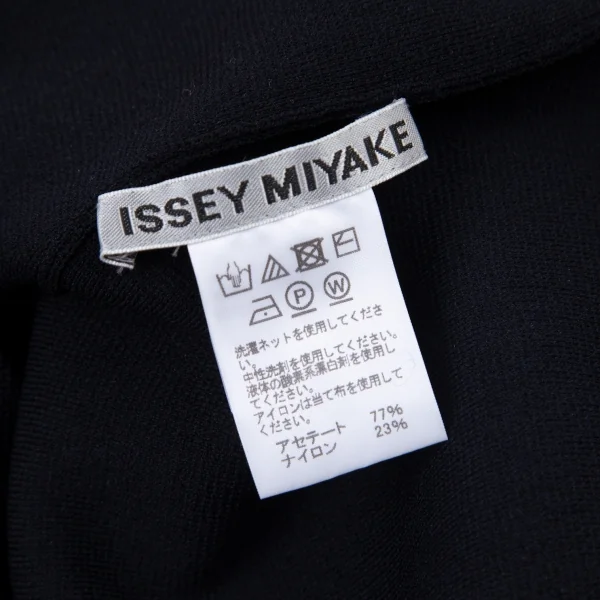 ISSEY MIYAKE
P W
洗濯ネットを使用してくださ
い。
中性洗剤を使用してください。
液体の酸素系漂白剤を使用し
てください。
アイロンは当て布を使用して
ください。
アセテート 77%
ナイロン 23%